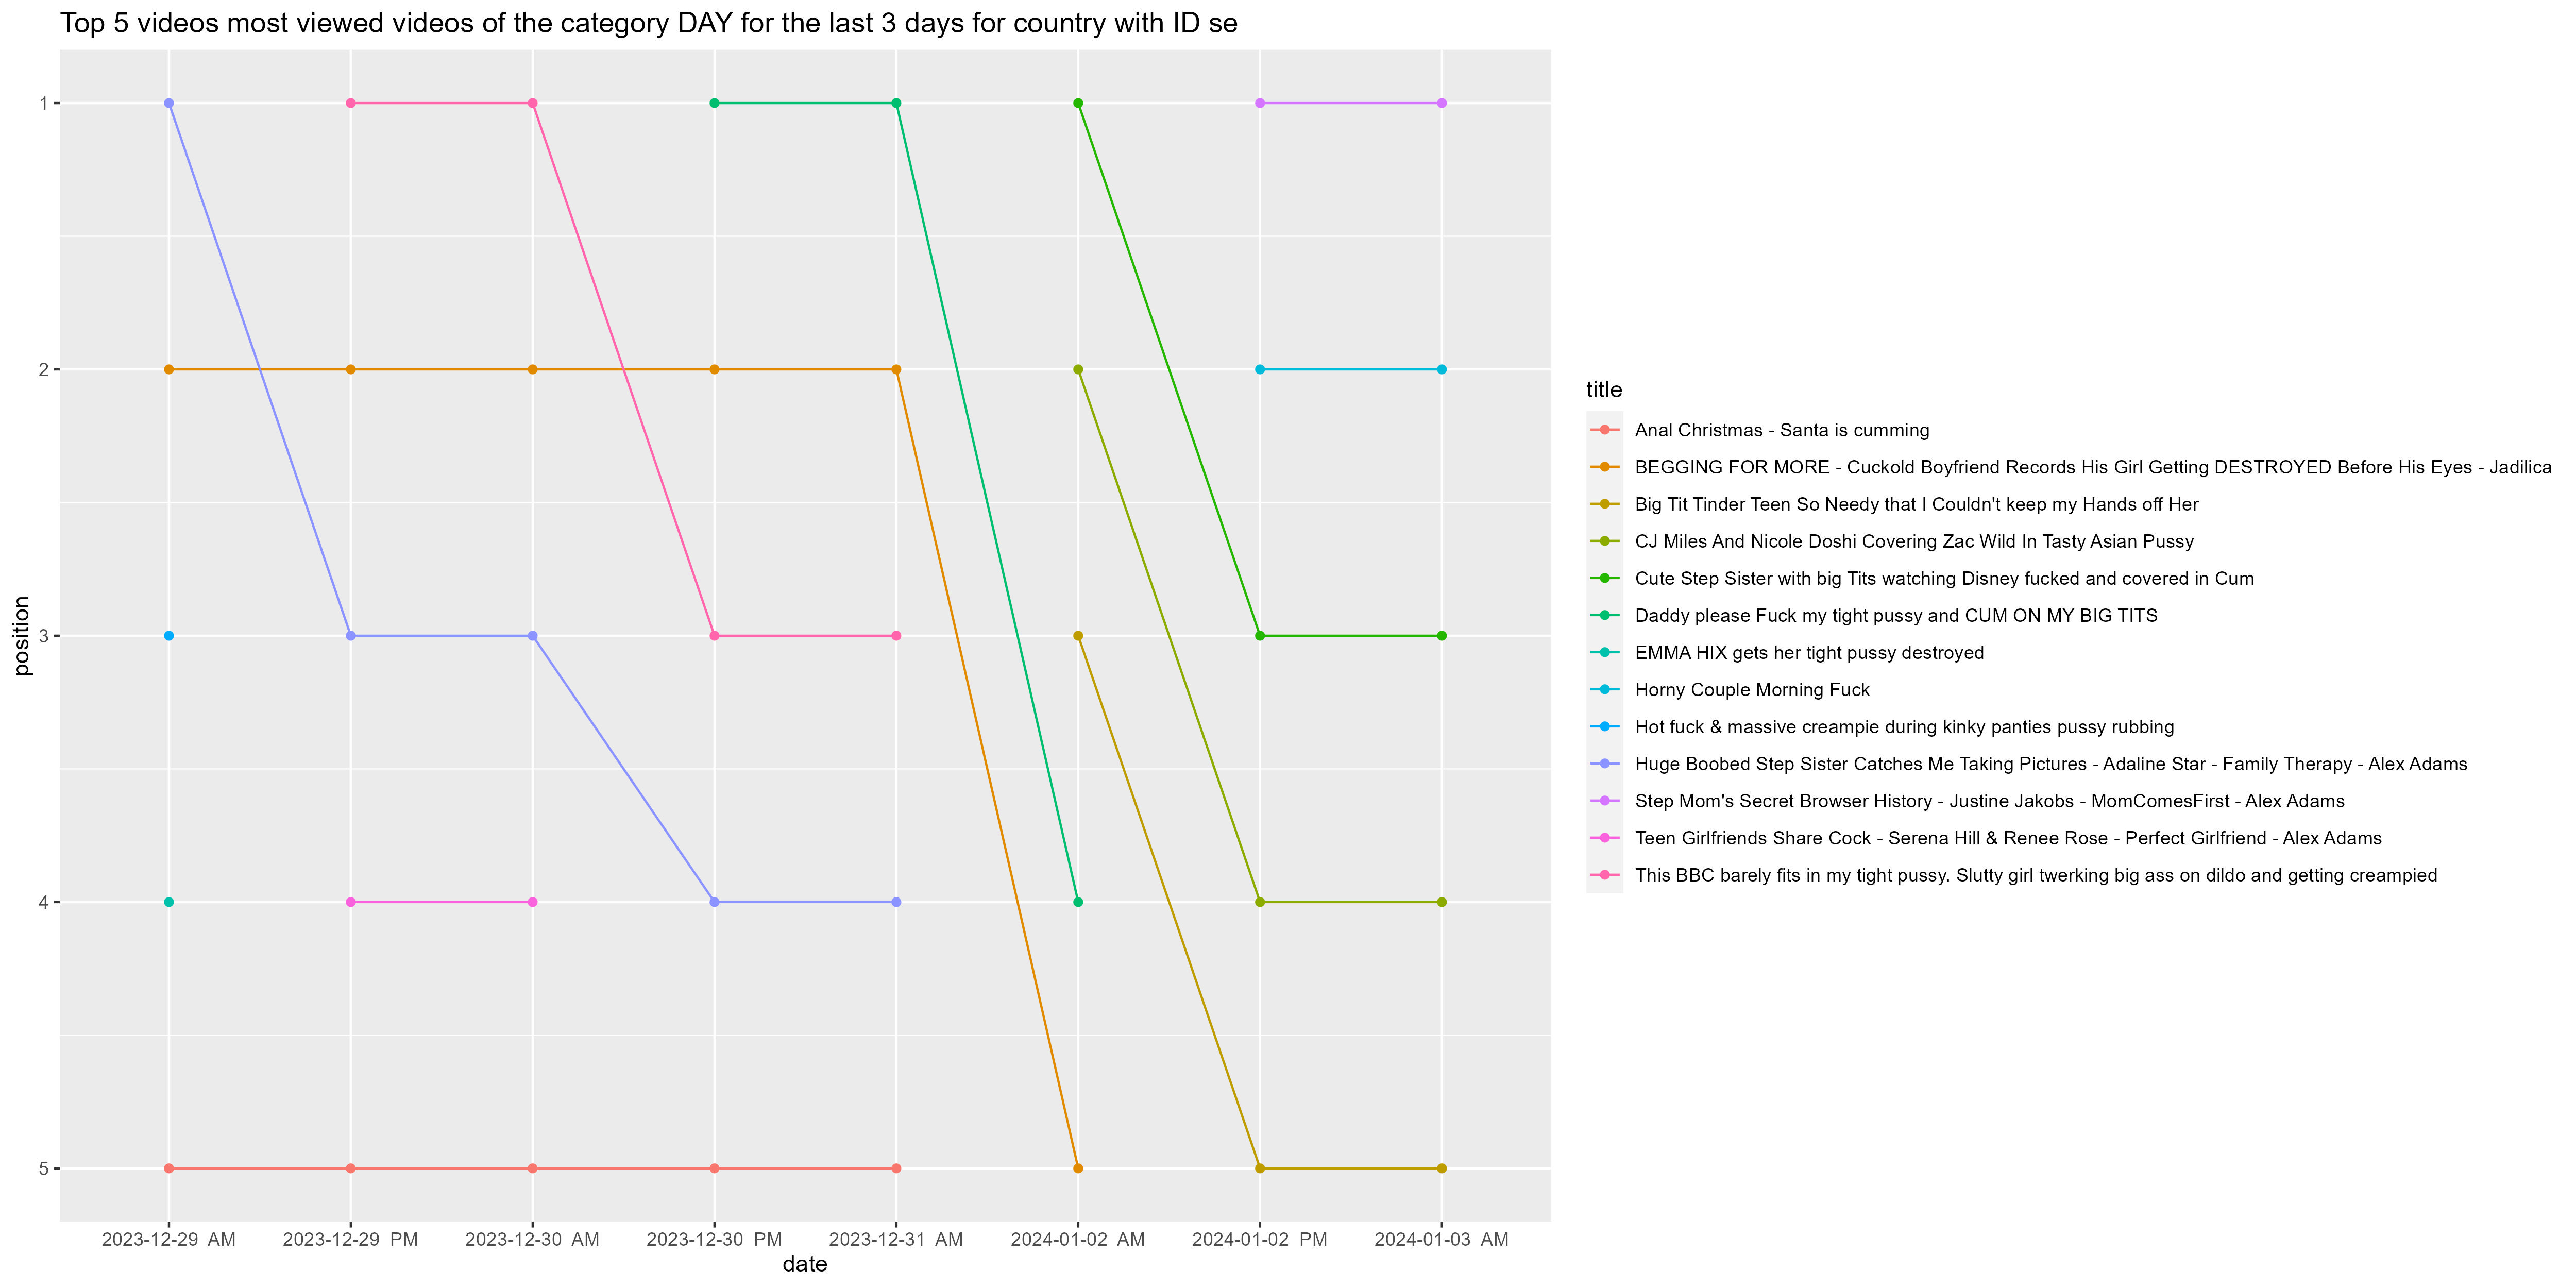 Top 5 videos most viewed videos of the category DAY for the last 3 days for country with ID se
position
1
2
3
4
5
2023-12-29 AM
2023-12-29 PM
2023-12-30 AM
2023-12-30 PM
2023-12-31 AM
2024-01-02 AM
2024-01-02 PM
2024-01-03 AM
date
title
Anal Christmas - Santa is cumming
BEGGING FOR MORE - Cuckold Boyfriend Records His Girl Getting DESTROYED Before His Eyes - Jadilica
Big Tit Tinder Teen So Needy that I Couldn't keep my Hands off Her
CJ Miles And Nicole Doshi Covering Zac Wild In Tasty Asian Pussy
Cute Step Sister with big Tits watching Disney fucked and covered in Cum
Daddy please Fuck my tight pussy and CUM ON MY BIG TITS
EMMA HIX gets her tight pussy destroyed
Horny Couple Morning Fuck
Hot fuck & massive creampie during kinky panties pussy rubbing
Huge Boobed Step Sister Catches Me Taking Pictures - Adaline Star - Family Therapy - Alex Adams
Step Mom's Secret Browser History - Justine Jakobs - MomComesFirst - Alex Adams
Teen Girlfriends Share Cock - Serena Hill & Renee Rose - Perfect Girlfriend - Alex Adams
This BBC barely fits in my tight pussy. Slutty girl twerking big ass on dildo and getting creampied